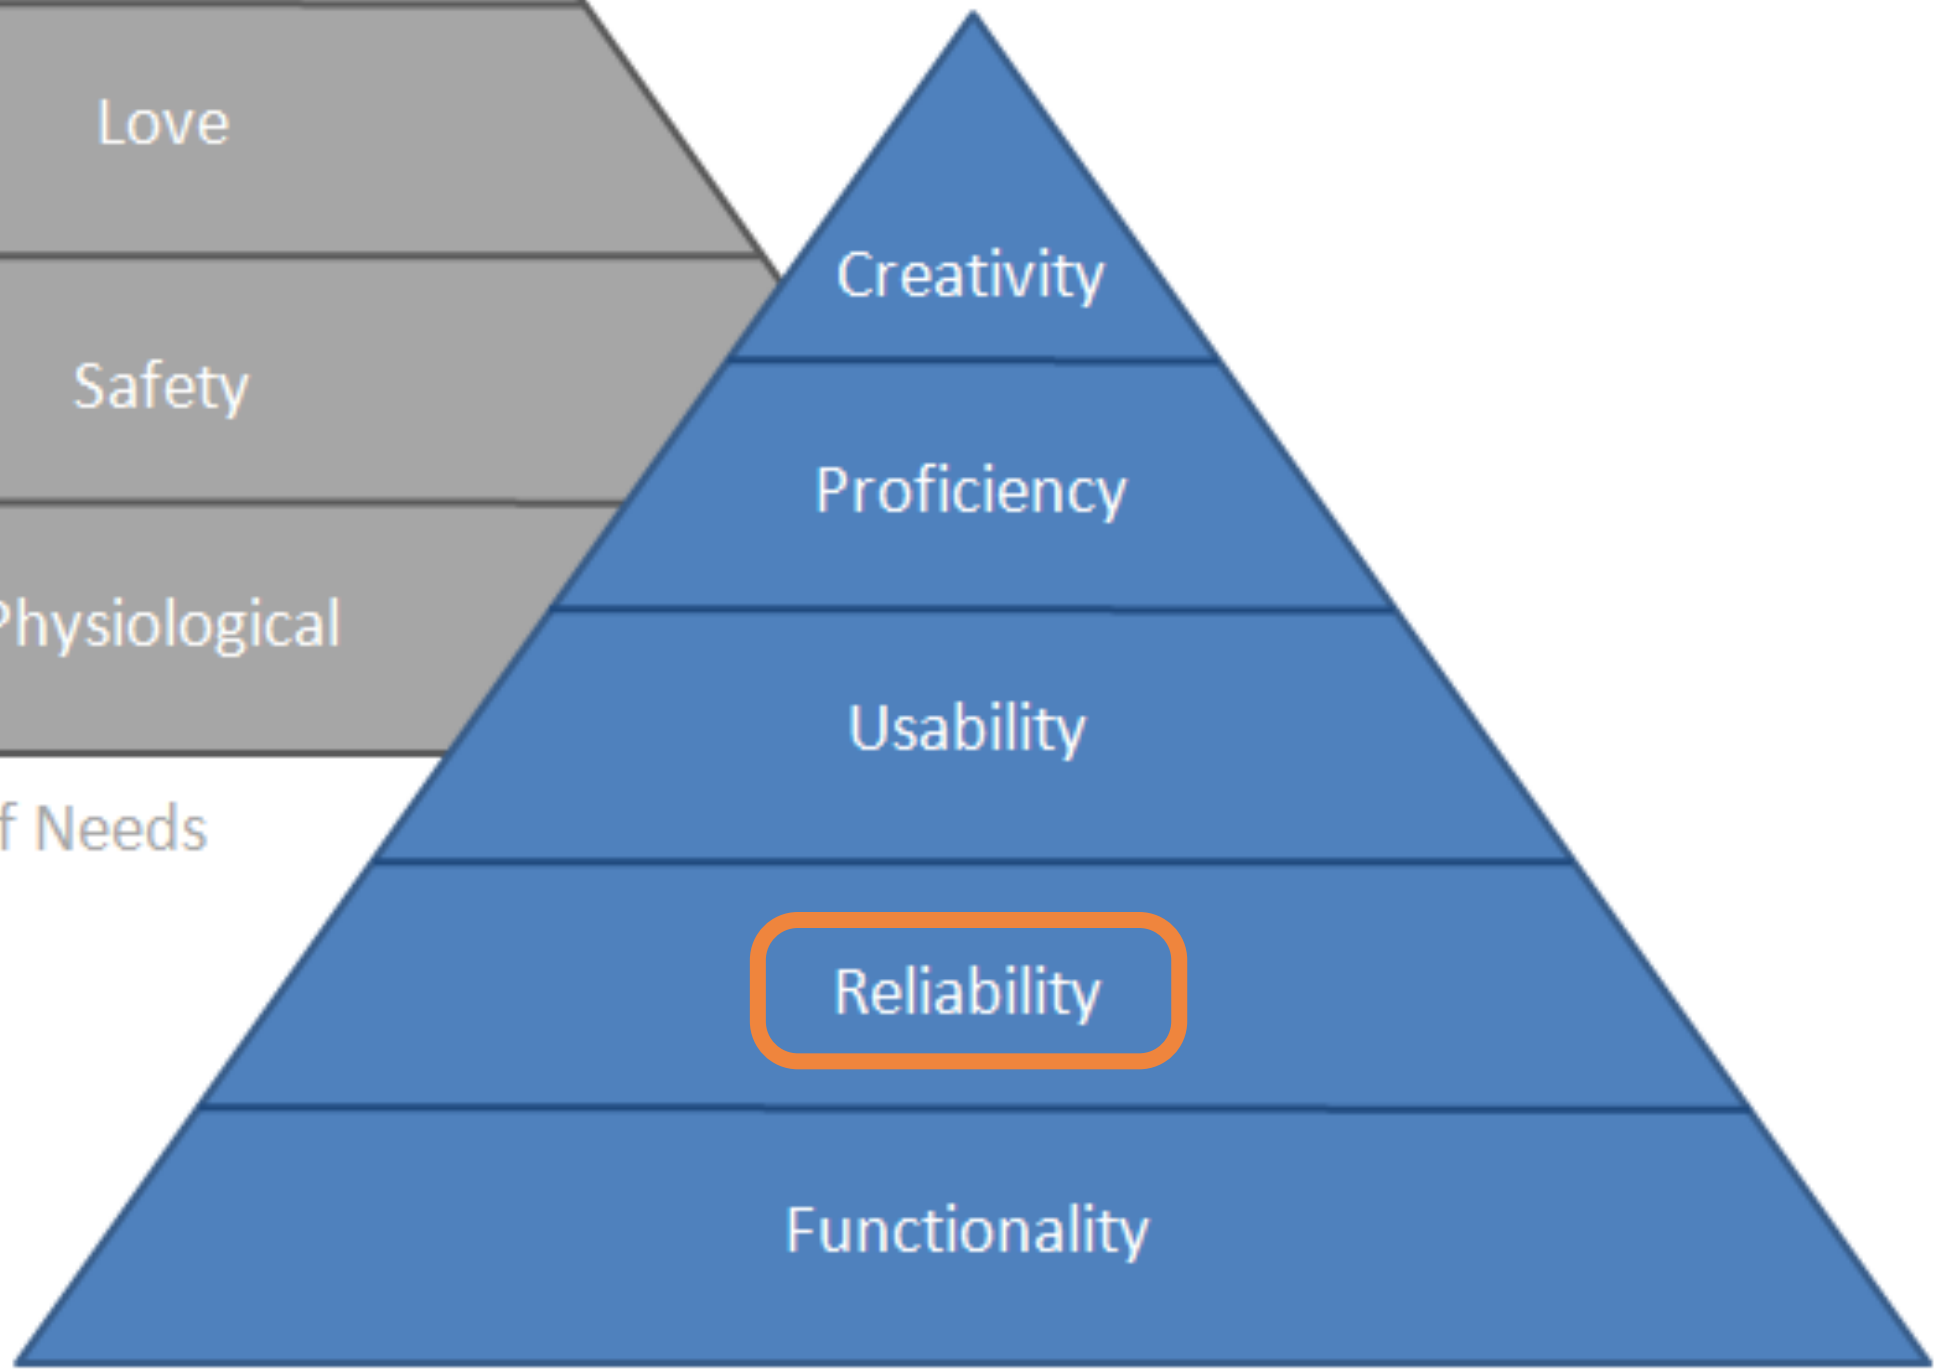 Love
Safety
Physiological
f Needs
Creativity
Proficiency
Usability
Reliability
Functionality